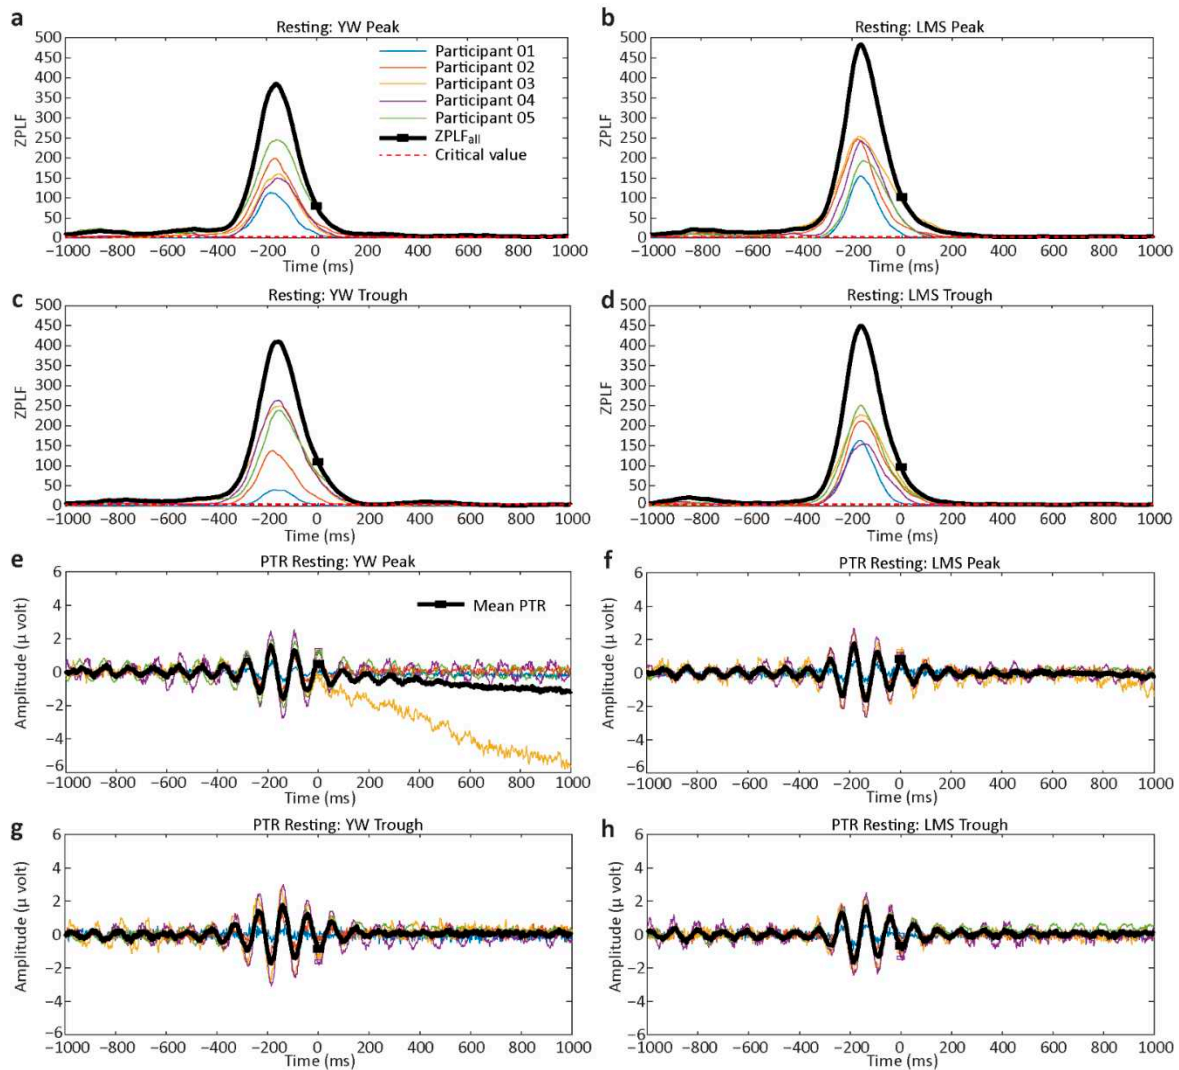 a
Resting: YW Peak
500
450
400
350
300
250
200
150
100
50
0
ZPLF
Participant 01
Participant 02
Participant 03
Participant 04
Participant 05
ZPLFall
Critical value
−1000 −800 −600 −400 −200 0 200 400 600 800 1000
Time (ms)
b
Resting: LMS Peak
500
450
400
350
300
250
200
150
100
50
0
ZPLF
−1000 −800 −600 −400 −200 0 200 400 600 800 1000
Time (ms)
c
Resting: YW Trough
500
450
400
350
300
250
200
150
100
50
0
ZPLF
−1000 −800 −600 −400 −200 0 200 400 600 800 1000
Time (ms)
d
Resting: LMS Trough
500
450
400
350
300
250
200
150
100
50
0
ZPLF
−1000 −800 −600 −400 −200 0 200 400 600 800 1000
Time (ms)
e
PTR Resting: YW Peak
6
4
2
0
−2
−4
−6
Amplitude (μ volt)
Mean PTR
−1000 −800 −600 −400 −200 0 200 400 600 800 1000
Time (ms)
f
PTR Resting: LMS Peak
6
4
2
0
−2
−4
−6
Amplitude (μ volt)
−1000 −800 −600 −400 −200 0 200 400 600 800 1000
Time (ms)
g
PTR Resting: YW Trough
6
4
2
0
−2
−4
−6
Amplitude (μ volt)
−1000 −800 −600 −400 −200 0 200 400 600 800 1000
Time (ms)
h
PTR Resting: LMS Trough
6
4
2
0
−2
−4
−6
Amplitude (μ volt)
−1000 −800 −600 −400 −200 0 200 400 600 800 1000
Time (ms)